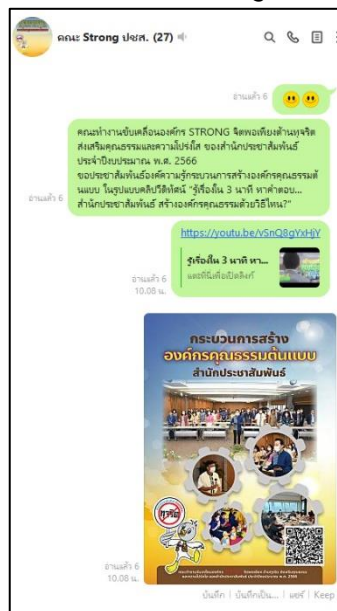 คณะ Strong ปชส. (27)
อ่านแล้ว 6
คณะทำงานขับเคลื่อนองค์กร STRONG จิตพอเพียงต้านทุจริต
ส่งเสริมคุณธรรมและความโปร่งใส ของสำนักประชาสัมพันธ์
ประจำปีงบประมาณ พ.ศ. 2566
ขอประชาสัมพันธ์องค์ความรู้กระบวนการสร้างองค์กรคุณธรรมต้
นแบบ ในรูปแบบคลิปวีดิทัศน์ "รู้เรื่องใน 3 นาที หาคำตอบ...
สำนักประชาสัมพันธ์ สร้างองค์กรคุณธรรมด้วยวิธีไหน?"
อ่านแล้ว 6
https://youtu.be/vSnQ8gYxHjY
รู้เรื่องใน 3 นาที หา...
แตะที่นี่เพื่อเปิดลิงก์
อ่านแล้ว 6
10.08 น.
กระบวนการสร้าง
องค์กรคุณธรรมต้นแบบ
สำนักประชาสัมพันธ์
ทุจริต
อ่านแล้ว 6
10.08 น.
บันทึก | บันทึกเป็น... | แชร์ | Keep